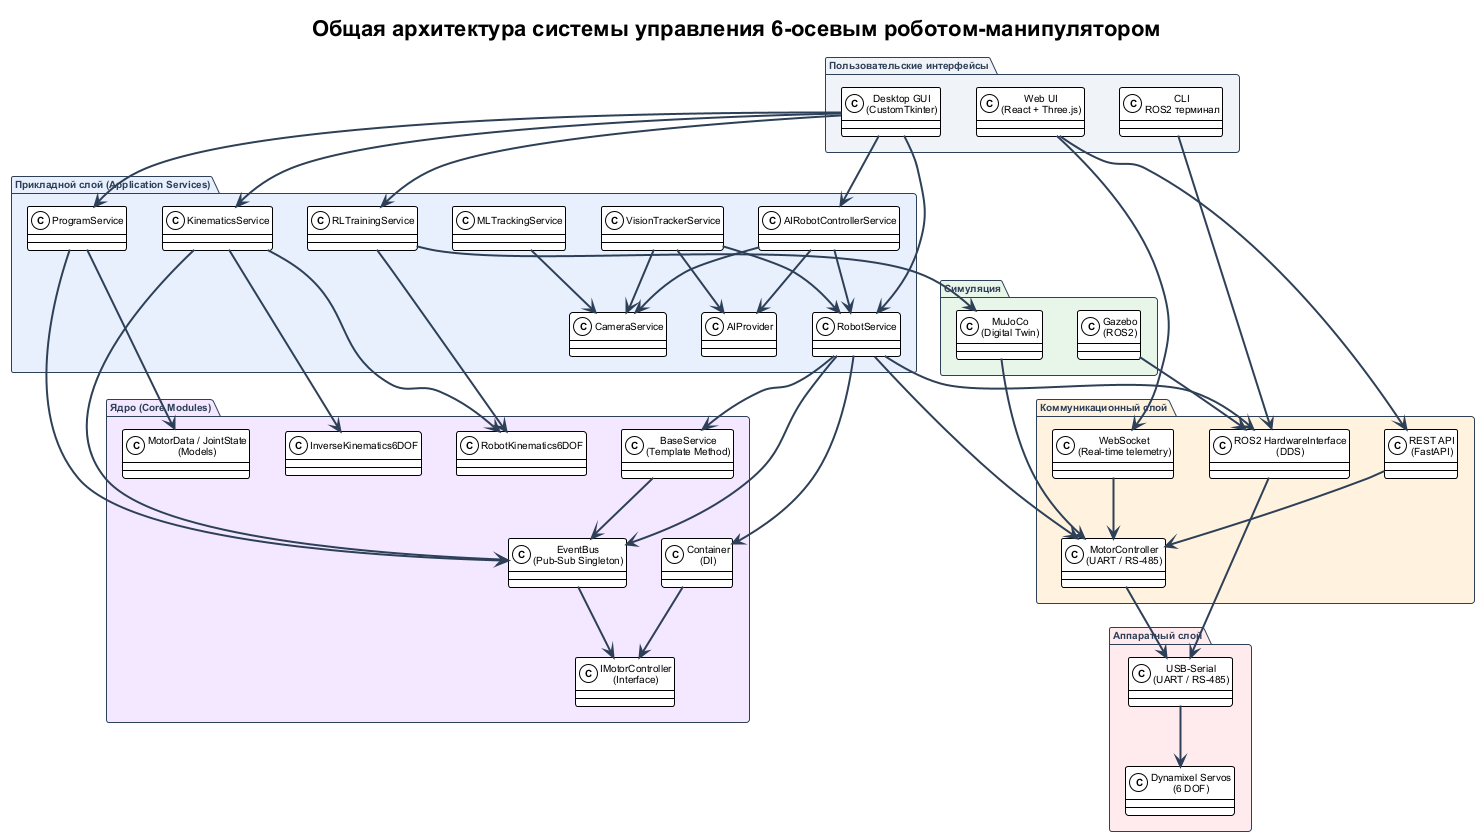 Общая архитектура системы управления 6-осевым роботом-манипулятором
Пользовательские интерфейсы
C
Desktop GUI
(CustomTkinter)
C
Web UI
(React + Three.js)
C
CLI
ROS2 терминал
Прикладной слой (Application Services)
C
ProgramService
C
KinematicsService
C
RLTrainingService
C
MLTrackingService
C
VisionTrackerService
C
AIRobotControllerService
C
CameraService
C
AIProvider
C
RobotService
Симуляция
C
MuJoCo
(Digital Twin)
C
Gazebo
(ROS2)
Ядро (Core Modules)
C
MotorData / JointState
(Models)
C
InverseKinematics6DOF
C
RobotKinematics6DOF
C
BaseService
(Template Method)
C
EventBus
(Pub-Sub Singleton)
C
Container
(DI)
C
IMotorController
(Interface)
Коммуникационный слой
C
WebSocket
(Real-time telemetry)
C
ROS2 HardwareInterface
(DDS)
C
REST API
(FastAPI)
C
MotorController
(UART / RS-485)
Аппаратный слой
C
USB-Serial
(UART / RS-485)
C
Dynamixel Servos
(6 DOF)